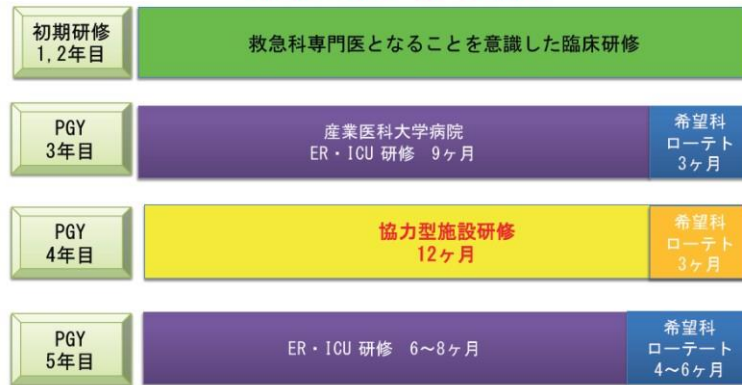 初期研修
1,2年目
救急科専門医となることを意識した臨床研修
PGY
3年目
産業医科大学病院
ER・ICU 研修 9ヶ月
希望科
ローテト
3ヶ月
PGY
4年目
協力型施設研修
12ヶ月
希望科
ローテト
3ヶ月
PGY
5年目
ER・ICU 研修 6〜8ヶ月
希望科
ローテート
4〜6ヶ月